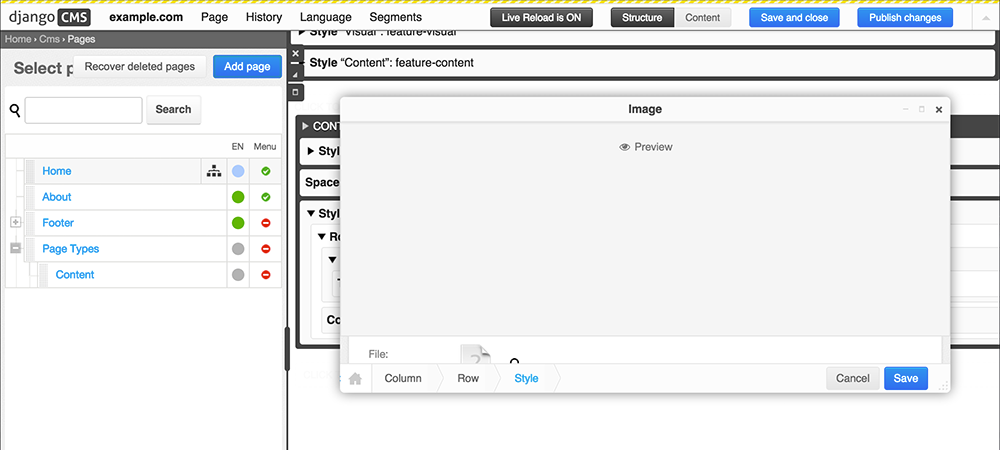 django CMS example.com Page History Language Segments Live Reload is ON Structure Content Save and close Publish changes
Home › Cms › Pages
Select p
Recover deleted pages
Add page
Search
EN Menu
Home
About
Footer
Page Types
Content
Style "Visual": feature-visual
Style “Content”: feature-content
CONT
Styl
Space
Styl
Ro
Co
Image
Preview
File:
Column Row Style
Cancel Save